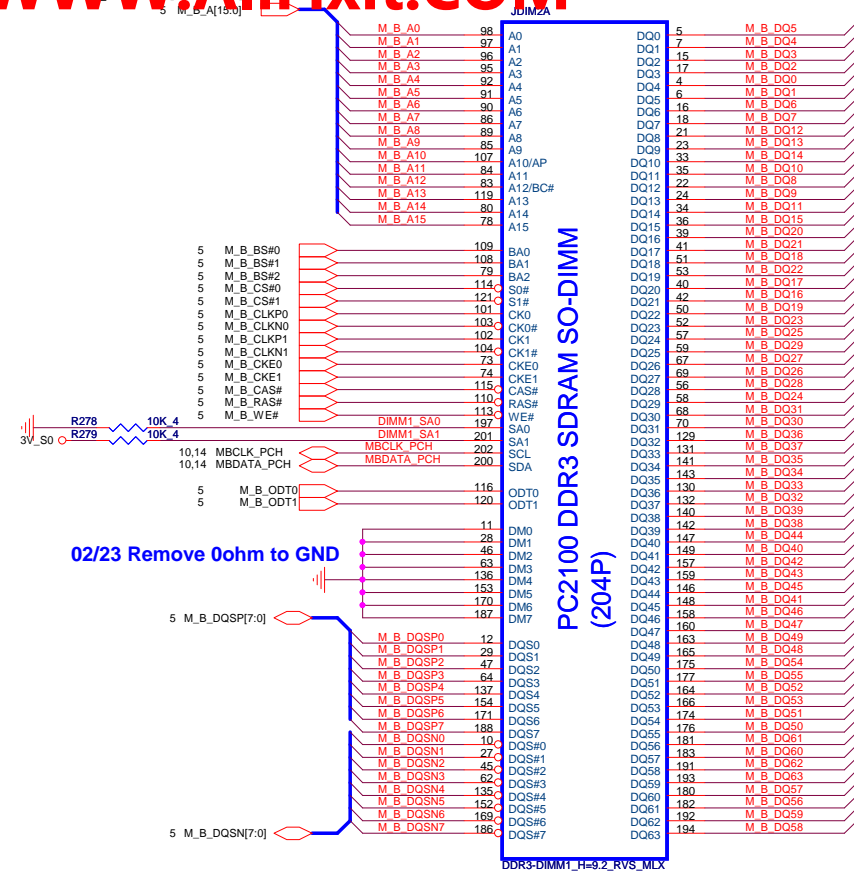 WWW.AliFixit.COM
5 M_B_A[15:0]
JDIM2A
M_B_A0 98 A0
M_B_A1 97 A1
M_B_A2 96 A2
M_B_A3 95 A3
M_B_A4 92 A4
M_B_A5 91 A5
M_B_A6 90 A6
M_B_A7 86 A7
M_B_A8 89 A8
M_B_A9 85 A9
M_B_A10 107 A10/AP
M_B_A11 84 A11
M_B_A12 83 A12/BC#
M_B_A13 119 A13
M_B_A14 80 A14
M_B_A15 78 A15
5 M_B_BS#0 109 BA0
5 M_B_BS#1 108 BA1
5 M_B_BS#2 79 BA2
5 M_B_CS#0 114 S0#
5 M_B_CS#1 121 S1#
5 M_B_CLKP0 101 CK0
5 M_B_CLKN0 103 CK0#
5 M_B_CLKP1 102 CK1
5 M_B_CLKN1 104 CK1#
5 M_B_CKE0 73 CKE0
5 M_B_CKE1 74 CKE1
5 M_B_CAS# 115 CAS#
5 M_B_RAS# 110 RAS#
5 M_B_WE# 113 WE#
R278 10K_4 DIMM1_SA0 197 SA0
3V_S0 R279 10K_4 DIMM1_SA1 201 SA1
10,14 MBCLK_PCH MBCLK_PCH 202 SCL
10,14 MBDATA_PCH MBDATA_PCH 200 SDA
5 M_B_ODT0 116 ODT0
5 M_B_ODT1 120 ODT1
11 DM0
28 DM1
46 DM2
63 DM3
136 DM4
153 DM5
170 DM6
187 DM7
02/23 Remove 0ohm to GND
5 M_B_DQSP[7:0]
M_B_DQSP0 12 DQS0
M_B_DQSP1 29 DQS1
M_B_DQSP2 47 DQS2
M_B_DQSP3 64 DQS3
M_B_DQSP4 137 DQS4
M_B_DQSP5 154 DQS5
M_B_DQSP6 171 DQS6
M_B_DQSP7 188 DQS7
M_B_DQSN0 10 DQS#0
M_B_DQSN1 27 DQS#1
M_B_DQSN2 45 DQS#2
M_B_DQSN3 62 DQS#3
M_B_DQSN4 135 DQS#4
M_B_DQSN5 152 DQS#5
M_B_DQSN6 169 DQS#6
M_B_DQSN7 186 DQS#7
5 M_B_DQSN[7:0]
PC2100 DDR3 SDRAM SO-DIMM
(204P)
DQ0 5 M_B_DQ5
DQ1 7 M_B_DQ4
DQ2 15 M_B_DQ3
DQ3 17 M_B_DQ2
DQ4 4 M_B_DQ0
DQ5 6 M_B_DQ1
DQ6 16 M_B_DQ6
DQ7 18 M_B_DQ7
DQ8 21 M_B_DQ12
DQ9 23 M_B_DQ13
DQ10 33 M_B_DQ14
DQ11 35 M_B_DQ10
DQ12 22 M_B_DQ8
DQ13 24 M_B_DQ9
DQ14 34 M_B_DQ11
DQ15 36 M_B_DQ15
DQ16 39 M_B_DQ20
DQ17 41 M_B_DQ21
DQ18 51 M_B_DQ18
DQ19 53 M_B_DQ22
DQ20 40 M_B_DQ17
DQ21 42 M_B_DQ16
DQ22 50 M_B_DQ19
DQ23 52 M_B_DQ23
DQ24 57 M_B_DQ25
DQ25 59 M_B_DQ29
DQ26 67 M_B_DQ27
DQ27 69 M_B_DQ26
DQ28 56 M_B_DQ28
DQ29 58 M_B_DQ24
DQ30 68 M_B_DQ31
DQ31 70 M_B_DQ30
DQ32 129 M_B_DQ36
DQ33 131 M_B_DQ37
DQ34 141 M_B_DQ35
DQ35 143 M_B_DQ34
DQ36 130 M_B_DQ33
DQ37 132 M_B_DQ32
DQ38 140 M_B_DQ39
DQ39 142 M_B_DQ38
DQ40 147 M_B_DQ44
DQ41 149 M_B_DQ40
DQ42 157 M_B_DQ42
DQ43 159 M_B_DQ43
DQ44 146 M_B_DQ45
DQ45 148 M_B_DQ41
DQ46 158 M_B_DQ46
DQ47 160 M_B_DQ47
DQ48 163 M_B_DQ49
DQ49 165 M_B_DQ48
DQ50 175 M_B_DQ54
DQ51 177 M_B_DQ55
DQ52 164 M_B_DQ52
DQ53 166 M_B_DQ53
DQ54 174 M_B_DQ51
DQ55 176 M_B_DQ50
DQ56 181 M_B_DQ61
DQ57 183 M_B_DQ60
DQ58 191 M_B_DQ62
DQ59 193 M_B_DQ63
DQ60 180 M_B_DQ57
DQ61 182 M_B_DQ56
DQ62 192 M_B_DQ59
DQ63 194 M_B_DQ58
DDR3-DIMM1_H=9.2_RVS_MLX